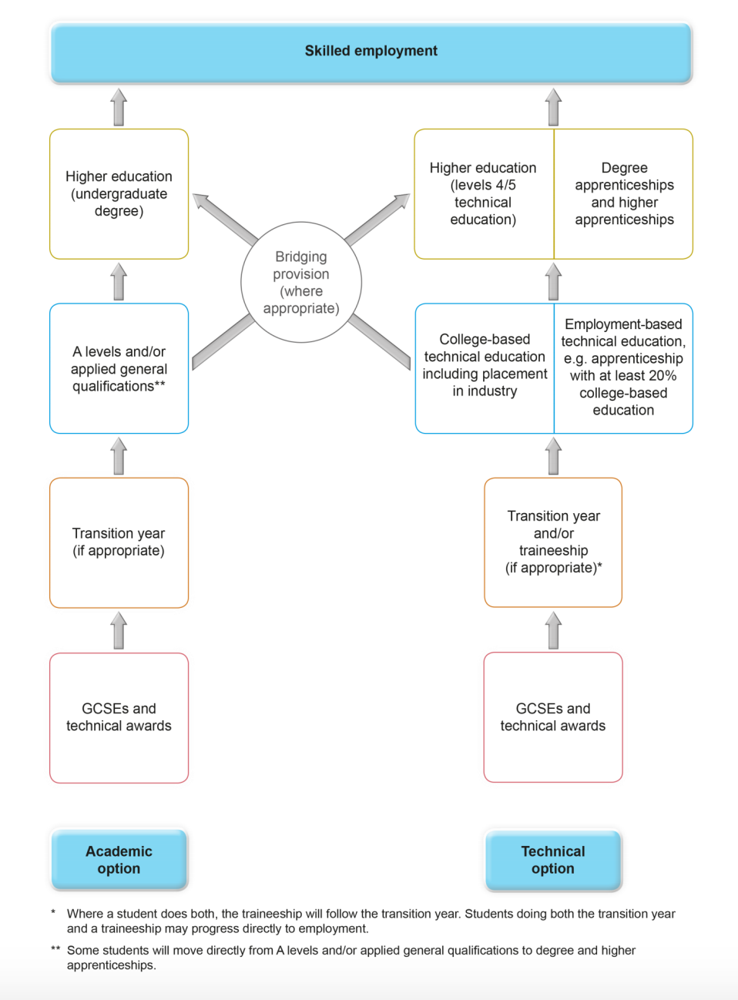 Skilled employment
Higher education
(undergraduate
degree)
Higher education
(levels 4/5
technical
education)
Degree
apprenticeships
and higher
apprenticeships
Bridging
provision
(where
appropriate)
A levels and/or
applied general
qualifications**
College-based
technical education
including placement
in industry
Employment-based
technical education,
e.g. apprenticeship
with at least 20%
college-based
education
Transition year
(if appropriate)
Transition year
and/or
traineeship
(if appropriate)*
GCSEs and
technical awards
GCSEs and
technical awards
Academic
option
Technical
option
* Where a student does both, the traineeship will follow the transition year. Students doing both the transition year
and a traineeship may progress directly to employment.
** Some students will move directly from A levels and/or applied general qualifications to degree and higher
apprenticeships.